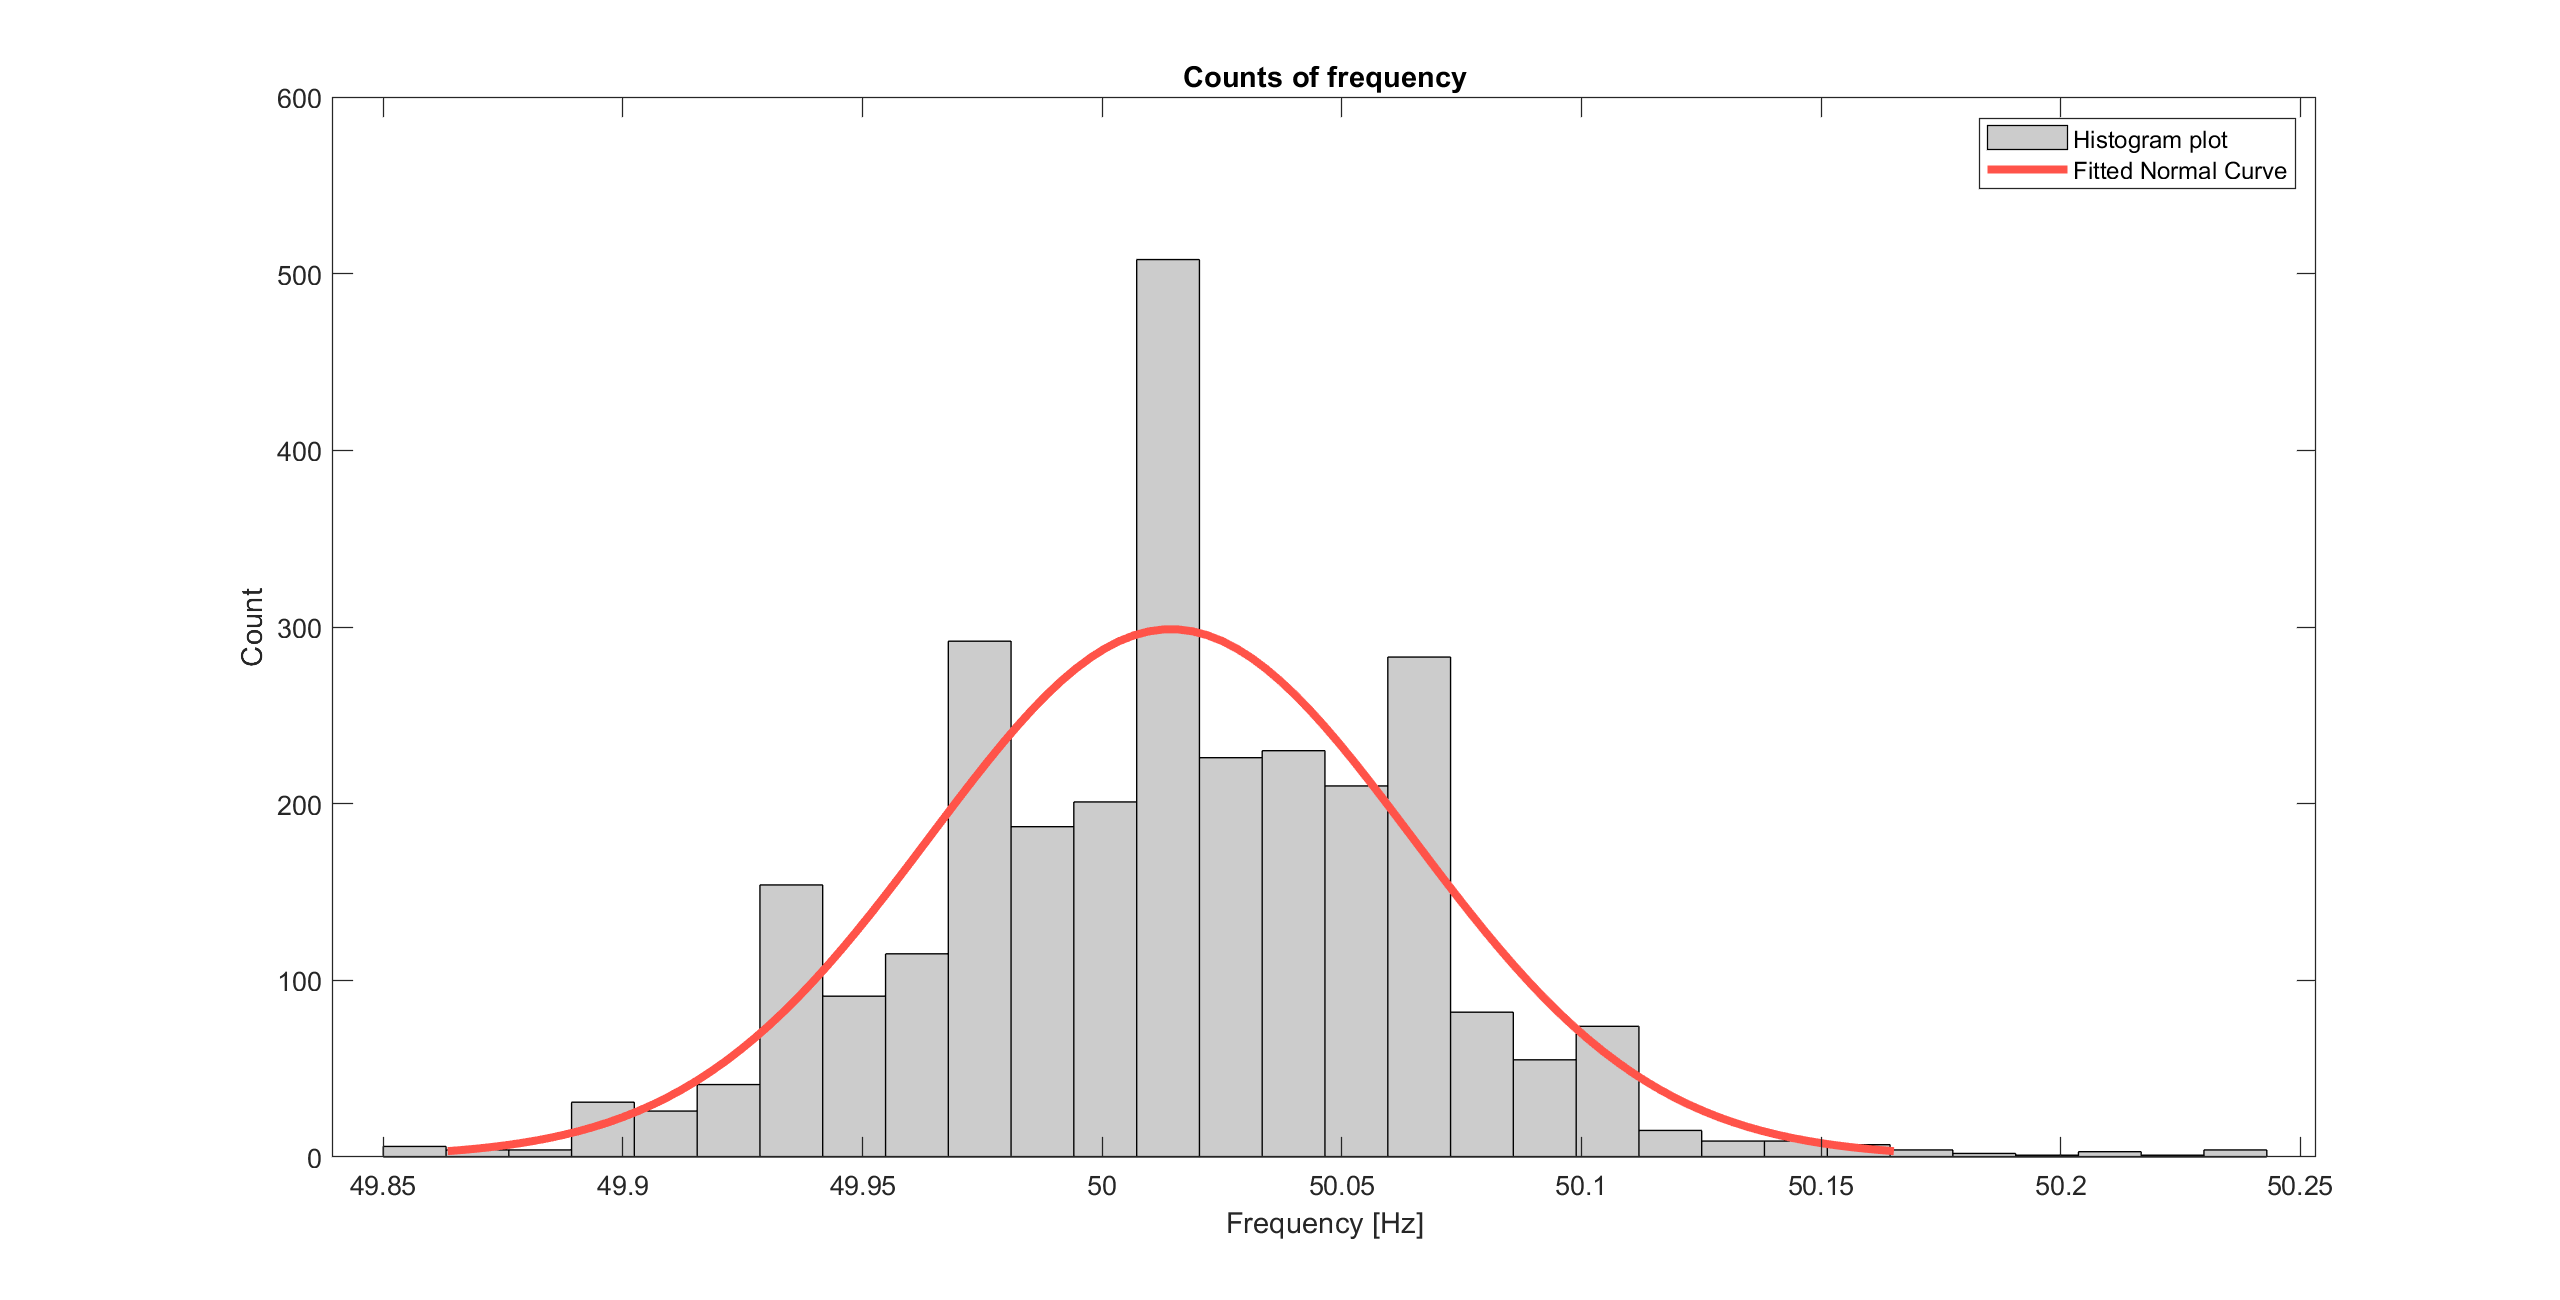 Counts of frequency
600
500
400
300
200
100
0
Count
Histogram plot
Fitted Normal Curve
49.85 49.9 49.95 50 50.05 50.1 50.15 50.2 50.25
Frequency [Hz]